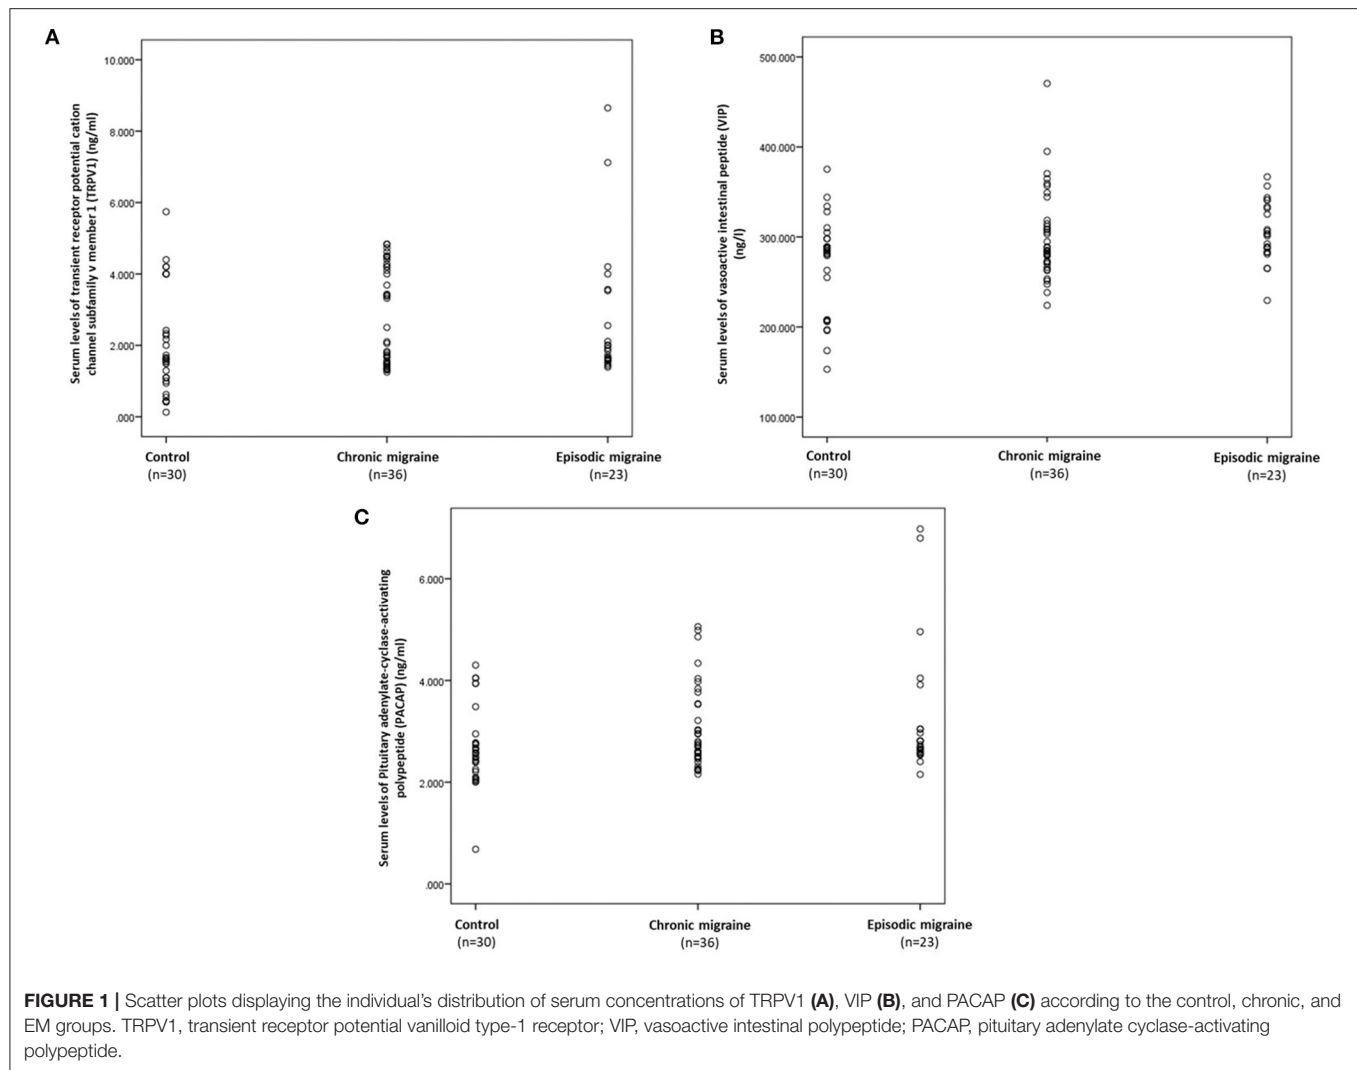 A
Serum levels of transient receptor potential cation
channel subfamily v member 1 (TRPV1) (ng/ml)
10.000
8.000
6.000
4.000
2.000
.000
Control
(n=30)
Chronic migraine
(n=36)
Episodic migraine
(n=23)
B
Serum levels of vasoactive intestinal peptide (VIP)
(ng/l)
500.000
400.000
300.000
200.000
100.000
Control
(n=30)
Chronic migraine
(n=36)
Episodic migraine
(n=23)
C
Serum levels of Pituitary adenylate-cyclase-activating
polypeptide (PACAP) (ng/ml)
6.000
4.000
2.000
.000
Control
(n=30)
Chronic migraine
(n=36)
Episodic migraine
(n=23)
FIGURE 1 | Scatter plots displaying the individual's distribution of serum concentrations of TRPV1 (A), VIP (B), and PACAP (C) according to the control, chronic, and
EM groups. TRPV1, transient receptor potential vanilloid type-1 receptor; VIP, vasoactive intestinal polypeptide; PACAP, pituitary adenylate cyclase-activating
polypeptide.